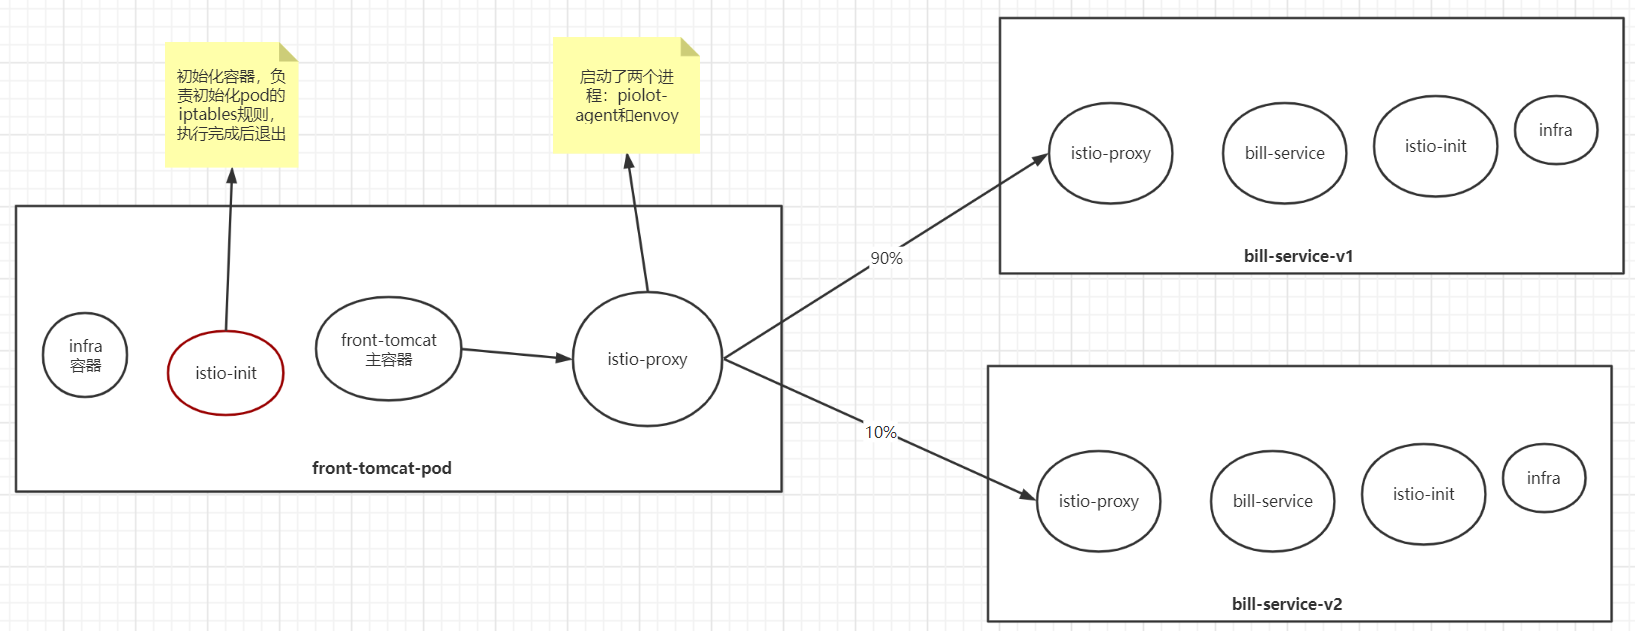 初始化容器，负
责初始化pod的
iptables规则，
执行完成后退出
启动了两个进
程：piolot-
agent和envoy
infra
容器
istio-init
front-tomcat
主容器
istio-proxy
front-tomcat-pod
90%
10%
istio-proxy
bill-service
istio-init
infra
bill-service-v1
istio-proxy
bill-service
istio-init
infra
bill-service-v2